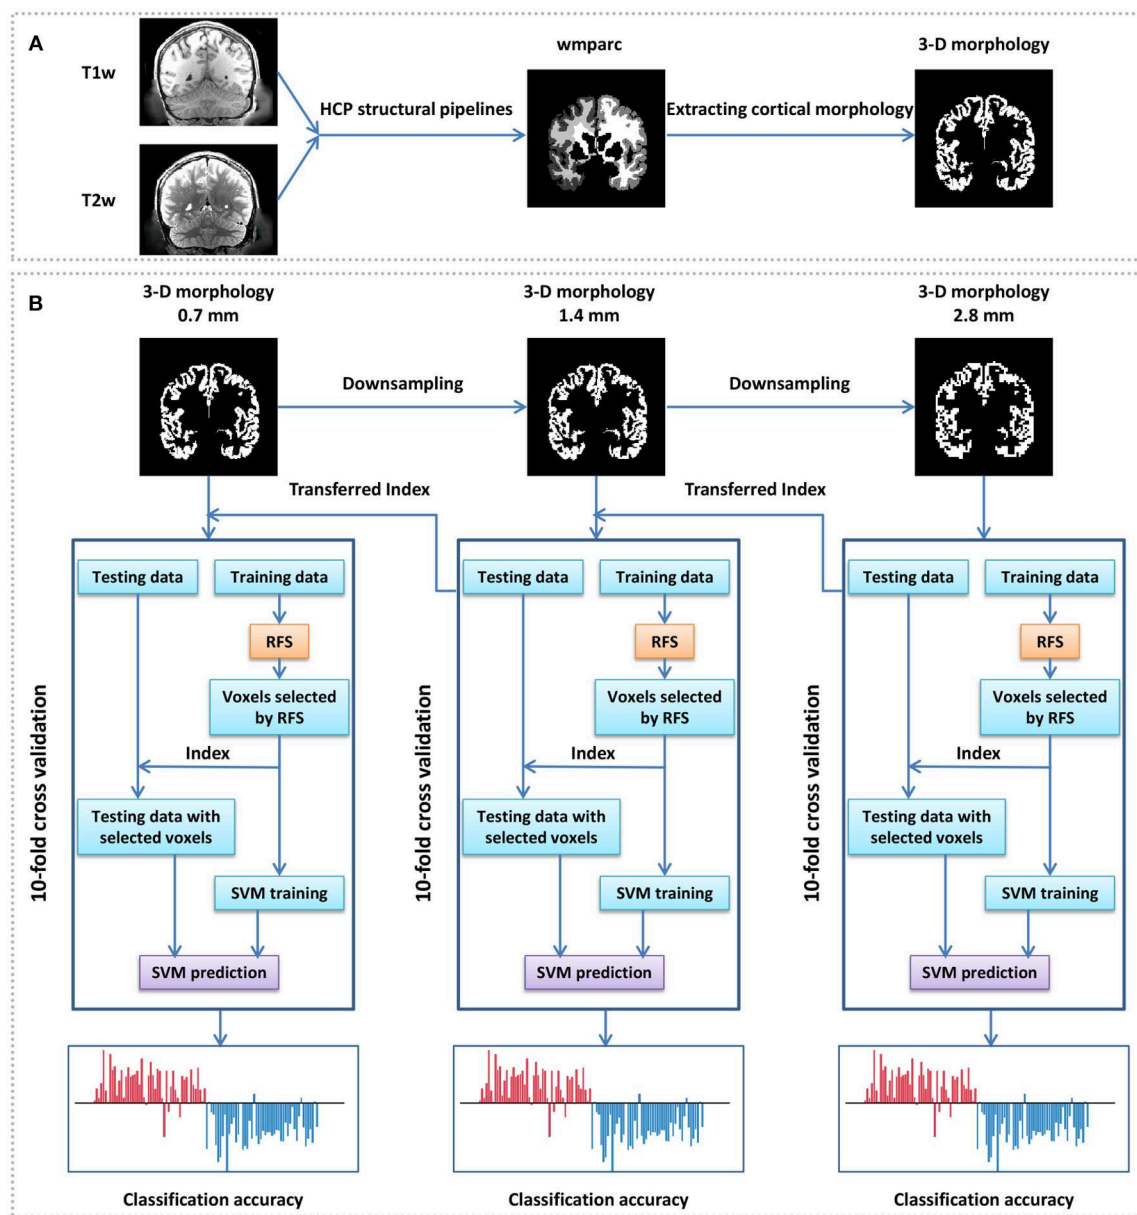 A
T1w
T2w
HCP structural pipelines
wmparc
Extracting cortical morphology
3-D morphology
B
3-D morphology
0.7 mm
3-D morphology
1.4 mm
3-D morphology
2.8 mm
Downsampling
Downsampling
Transferred Index
Transferred Index
10-fold cross validation
Testing data
Training data
RFS
Voxels selected
by RFS
Index
Testing data with
selected voxels
SVM training
SVM prediction
Classification accuracy
10-fold cross validation
Testing data
Training data
RFS
Voxels selected
by RFS
Index
Testing data with
selected voxels
SVM training
SVM prediction
Classification accuracy
10-fold cross validation
Testing data
Training data
RFS
Voxels selected
by RFS
Index
Testing data with
selected voxels
SVM training
SVM prediction
Classification accuracy